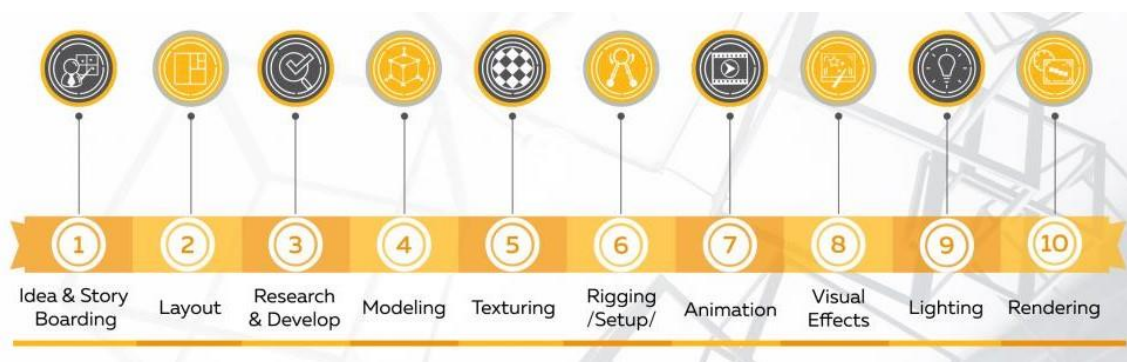 1 2 3 4 5 6 7 8 9 10
Idea & Story
Boarding
Layout
Research
& Develop
Modeling
Texturing
Rigging
/Setup/
Animation
Visual
Effects
Lighting
Rendering